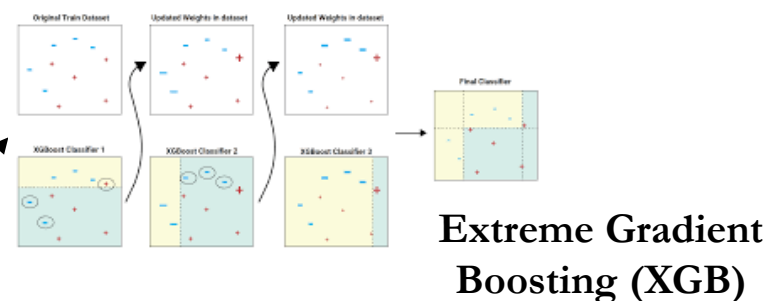 Original Train Dataset
Updated Weights in dataset
Updated Weights in dataset
XGBoost Classifier 1
XGBoost Classifier 2
XGBoost Classifier 3
Final Classifier
Extreme Gradient
Boosting (XGB)